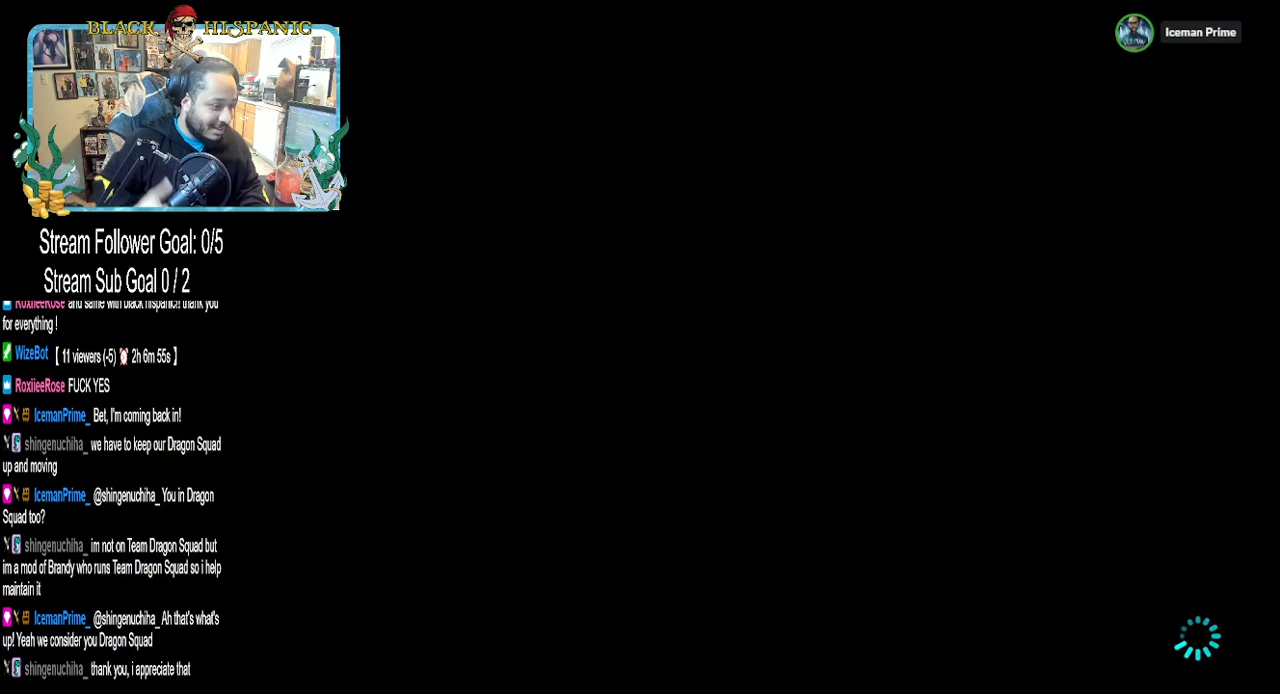 BLACK HISPANIC
Iceman Prime
Stream Follower Goal: 0/5
Stream Sub Goal 0 / 2
RoxiieeRose and same with black hispanic!! thank you
for everything !
WizeBot 【 11 viewers (-5) ⏰ 2h 6m 55s 】
RoxiieeRose FUCK YES
IcemanPrime_ Bet, I'm coming back in!
shingenuchiha_ we have to keep our Dragon Squad
up and moving
IcemanPrime_ @shingenuchiha_ You in Dragon
Squad too?
shingenuchiha_ im not on Team Dragon Squad but
im a mod of Brandy who runs Team Dragon Squad so i help
maintain it
IcemanPrime_ @shingenuchiha_ Ah that's what's
up! Yeah we consider you Dragon Squad
shingenuchiha_ thank you, i appreciate that